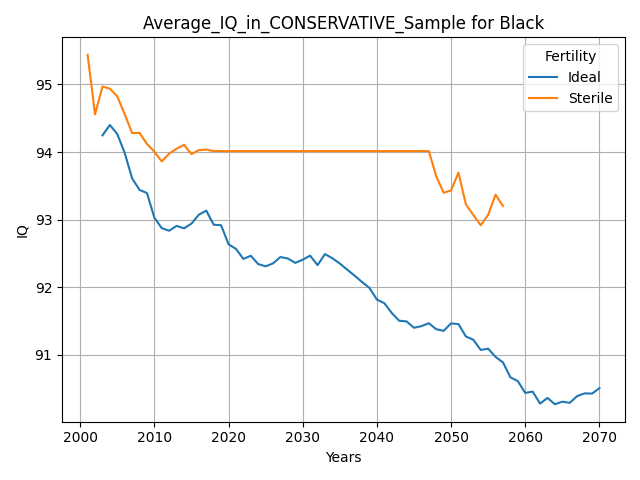 Average_IQ_in_CONSERVATIVE_Sample for Black
Fertility
Ideal
Sterile
IQ
95
94
93
92
91
2000 2010 2020 2030 2040 2050 2060 2070
Years